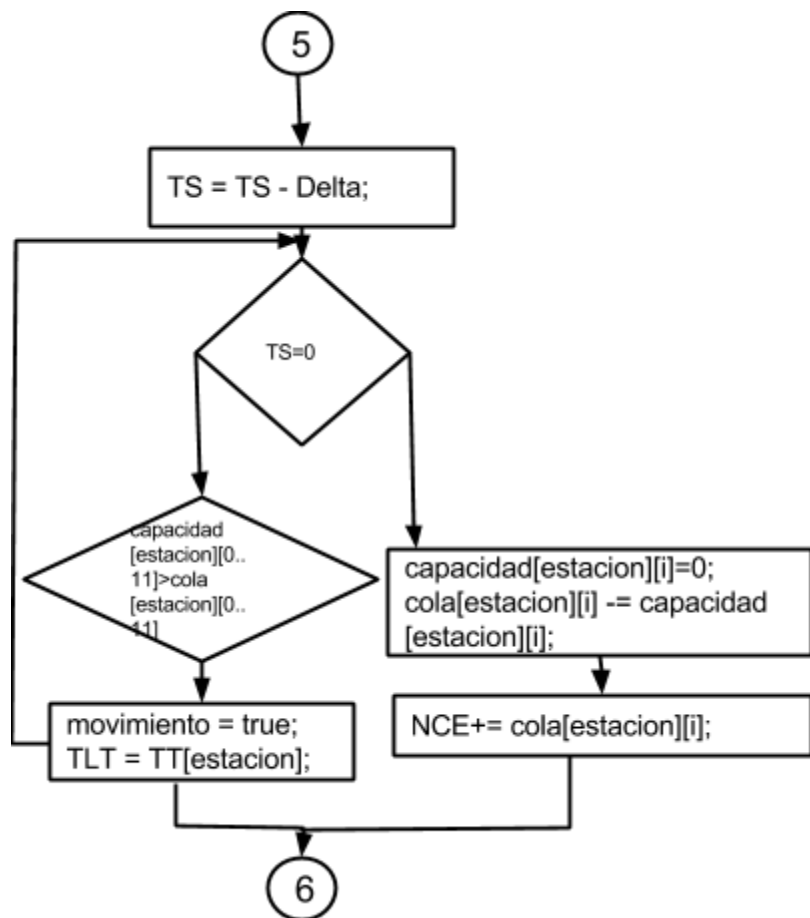 5
TS = TS - Delta;
TS=0
capacidad
[estacion][0..
11]>cola
[estacion][0..
11]
capacidad[estacion][i]=0;
cola[estacion][i] -= capacidad
[estacion][i];
movimiento = true;
TLT = TT[estacion];
NCE+= cola[estacion][i];
6